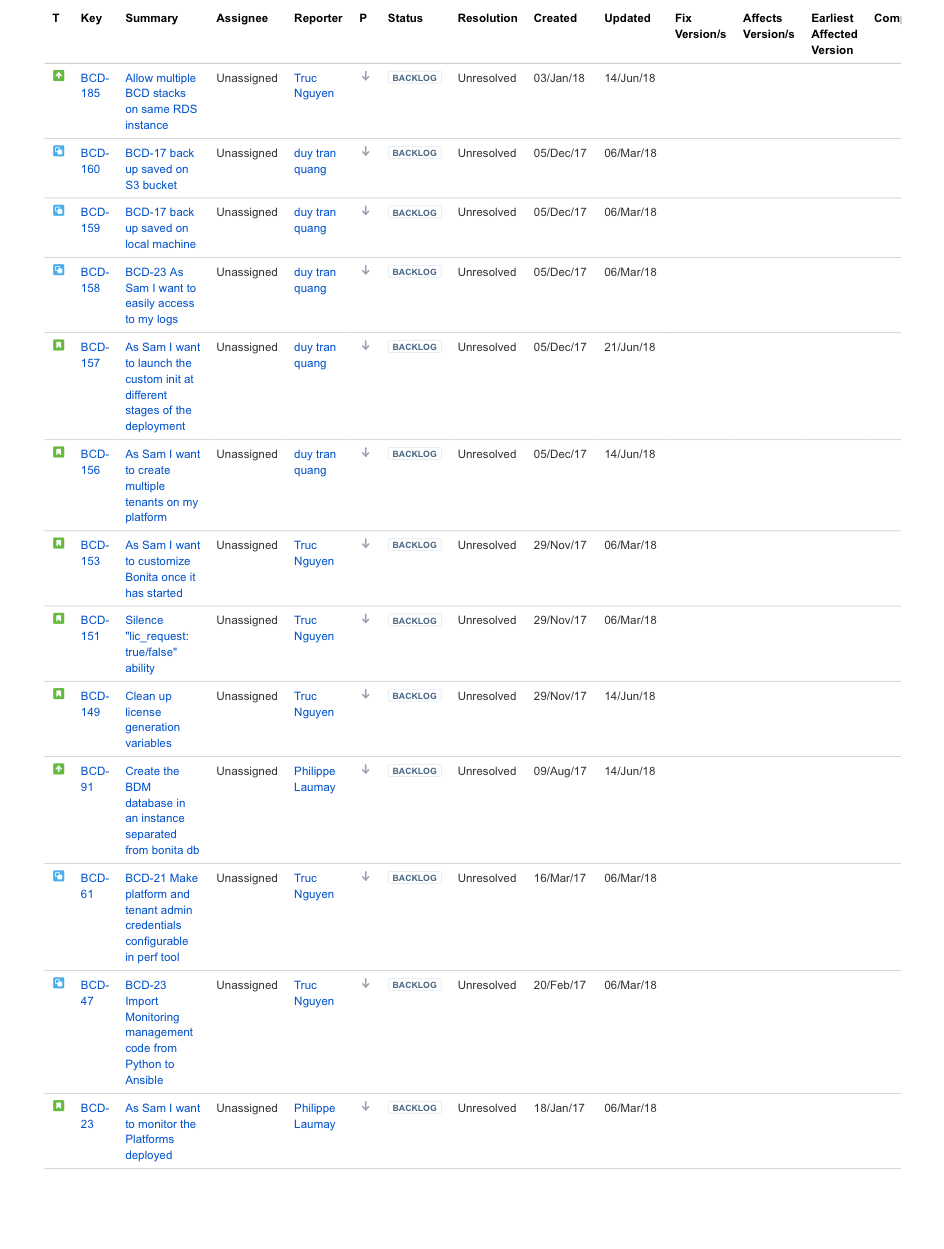 T Key Summary Assignee Reporter P Status Resolution Created Updated Fix Affects Earliest
Version/s Version/s Affected
Version
BCD- Allow multiple Unassigned Truc BACKLOG Unresolved 03/Jan/18 14/Jun/18
185 BCD stacks Nguyen
on same RDS
instance
BCD- BCD-17 back Unassigned duy tran BACKLOG Unresolved 05/Dec/17 06/Mar/18
160 up saved on quang
S3 bucket
BCD- BCD-17 back Unassigned duy tran BACKLOG Unresolved 05/Dec/17 06/Mar/18
159 up saved on quang
local machine
BCD- BCD-23 As Unassigned duy tran BACKLOG Unresolved 05/Dec/17 06/Mar/18
158 Sam I want to quang
easily access
to my logs
BCD- As Sam I want Unassigned duy tran BACKLOG Unresolved 05/Dec/17 21/Jun/18
157 to launch the quang
custom init at
different
stages of the
deployment
BCD- As Sam I want Unassigned duy tran BACKLOG Unresolved 05/Dec/17 14/Jun/18
156 to create quang
multiple
tenants on my
platform
BCD- As Sam I want Unassigned Truc BACKLOG Unresolved 29/Nov/17 06/Mar/18
153 to customize Nguyen
Bonita once it
has started
BCD- Silence Unassigned Truc BACKLOG Unresolved 29/Nov/17 06/Mar/18
151 "lic_request: Nguyen
true/false"
ability
BCD- Clean up Unassigned Truc BACKLOG Unresolved 29/Nov/17 14/Jun/18
149 license Nguyen
generation
variables
BCD- Create the Unassigned Philippe BACKLOG Unresolved 09/Aug/17 14/Jun/18
91 BDM Laumay
database in
an instance
separated
from bonita db
BCD- BCD-21 Make Unassigned Truc BACKLOG Unresolved 16/Mar/17 06/Mar/18
61 platform and Nguyen
tenant admin
credentials
configurable
in perf tool
BCD- BCD-23 Unassigned Truc BACKLOG Unresolved 20/Feb/17 06/Mar/18
47 Import Nguyen
Monitoring
management
code from
Python to
Ansible
BCD- As Sam I want Unassigned Philippe BACKLOG Unresolved 18/Jan/17 06/Mar/18
23 to monitor the Laumay
Platforms
deployed